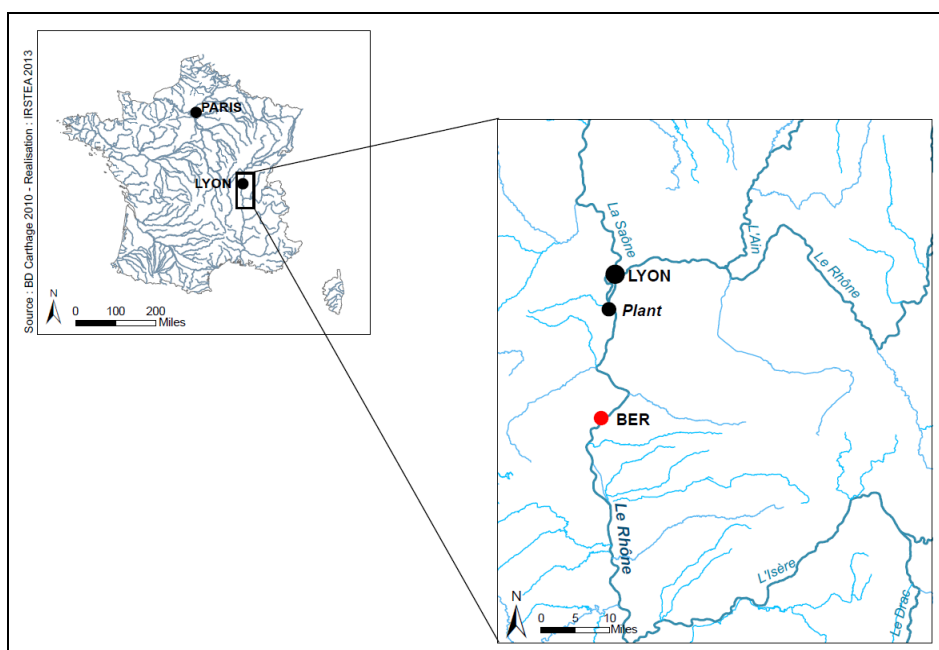 Source : BD Carthage 2010 - Realisation : IRSTEA 2013
PARIS
LYON
N
0 100 200
Miles
La Saône
L'Ain
Le Rhône
LYON
Plant
BER
Le Rhône
L'Isère
Le Drac
N
0 5 10
Miles